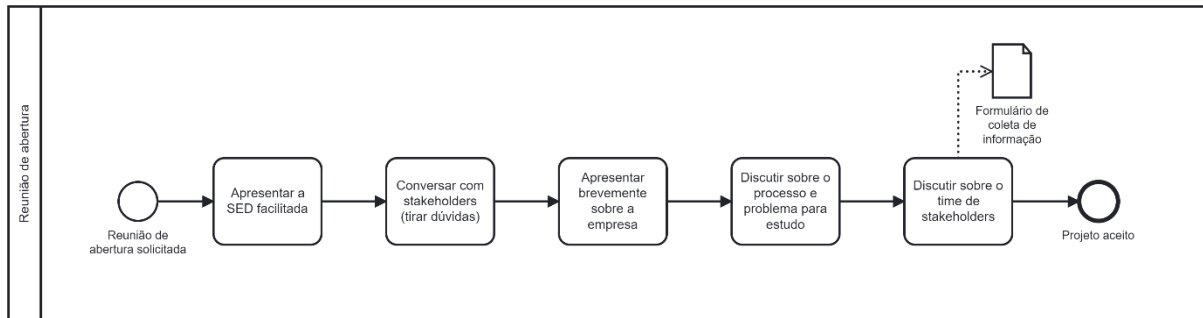 Reunião de abertura
Reunião de
abertura solicitada
Apresentar a
SED facilitada
Conversar com
stakeholders
(tirar dúvidas)
Apresentar
brevemente
sobre a
empresa
Discutir sobre o
processo e
problema para
estudo
Discutir sobre o
time de
stakeholders
Formulário de
coleta de
informação
Projeto aceito